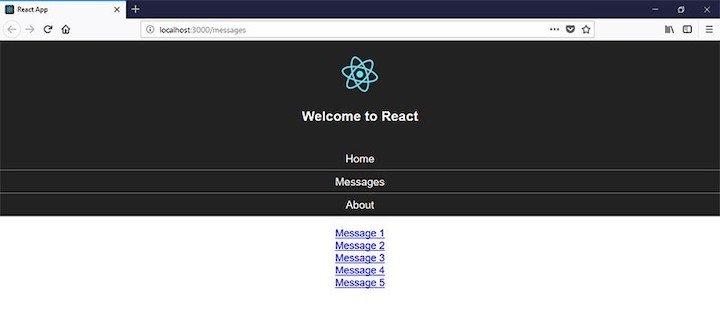 React App
localhost:3000/messages
Welcome to React
Home
Messages
About
Message 1
Message 2
Message 3
Message 4
Message 5